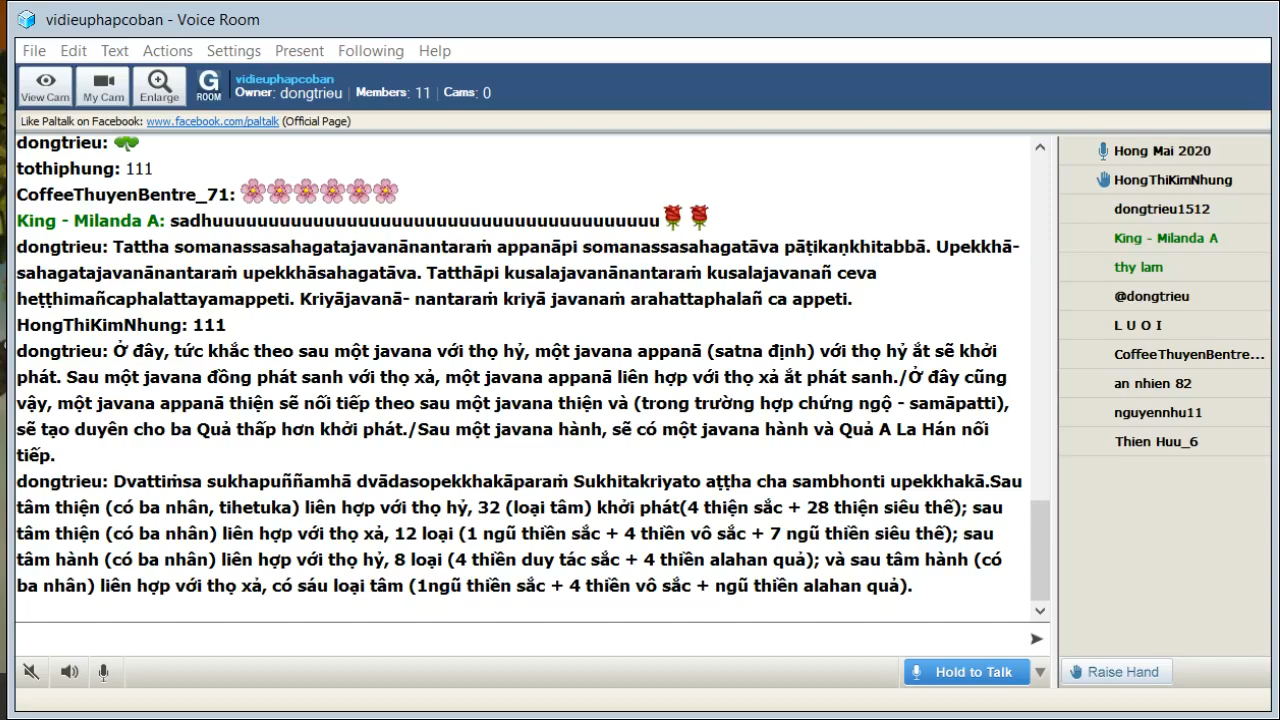 vidieuphapcoban - Voice Room
File Edit Text Actions Settings Present Following Help
View Cam My Cam Enlarge G ROOM vidieuphapcoban
Owner: dongtrieu | Members: 11 | Cams: 0
Like Paltalk on Facebook: www.facebook.com/paltalk (Official Page)
dongtrieu:
tothiphung: 111
CoffeeThuyenBentre_71:
King - Milanda A: sadhuuuuuuuuuuuuuuuuuuuuuuuuuuuuuuuuuuuuuuuu
dongtrieu: Tattha somanassasahagatajavanānantaraṁ appanāpi somanassasahagatāva pāṭikaṇkhitabbā. Upekkhā-
sahagatajavanānantaraṁ upekkhāsahagatāva. Tatthāpi kusalajavanānantaraṁ kusalajavanañ ceva
heṭṭhimañcaphalattayamappeti. Kriyājavanā- nantaraṁ kriyā javanaṁ arahattaphalañ ca appeti.
HongThiKimNhung: 111
dongtrieu: Ở đây, tức khắc theo sau một javana với thọ hỷ, một javana appanā (satna định) với thọ hỷ ắt sẽ khởi
phát. Sau một javana đồng phát sanh với thọ xả, một javana appanā liên hợp với thọ xả ắt phát sanh./Ở đây cũng
vậy, một javana appanā thiện sẽ nối tiếp theo sau một javana thiện và (trong trường hợp chứng ngộ - samāpatti),
sẽ tạo duyên cho ba Quả thấp hơn khởi phát./Sau một javana hành, sẽ có một javana hành và Quả A La Hán nối
tiếp.
dongtrieu: Dvattiṁsa sukhapuññamhā dvādasopekkhakāparaṁ Sukhitakriyato aṭṭha cha sambhonti upekkhakā.Sau
tâm thiện (có ba nhân, tihetuka) liên hợp với thọ hỷ, 32 (loại tâm) khởi phát(4 thiện sắc + 28 thiện siêu thế); sau
tâm thiện (có ba nhân) liên hợp với thọ xả, 12 loại (1 ngũ thiền sắc + 4 thiền vô sắc + 7 ngũ thiền siêu thế); sau
tâm hành (có ba nhân) liên hợp với thọ hỷ, 8 loại (4 thiền duy tác sắc + 4 thiền alahan quả); và sau tâm hành (có
ba nhân) liên hợp với thọ xả, có sáu loại tâm (1ngũ thiền sắc + 4 thiền vô sắc + ngũ thiền alahan quả).
Hong Mai 2020
HongThiKimNhung
dongtrieu1512
King - Milanda A
thy lam
@dongtrieu
L U O I
CoffeeThuyenBentre...
an nhien 82
nguyennhu11
Thien Huu_6
Hold to Talk
Raise Hand